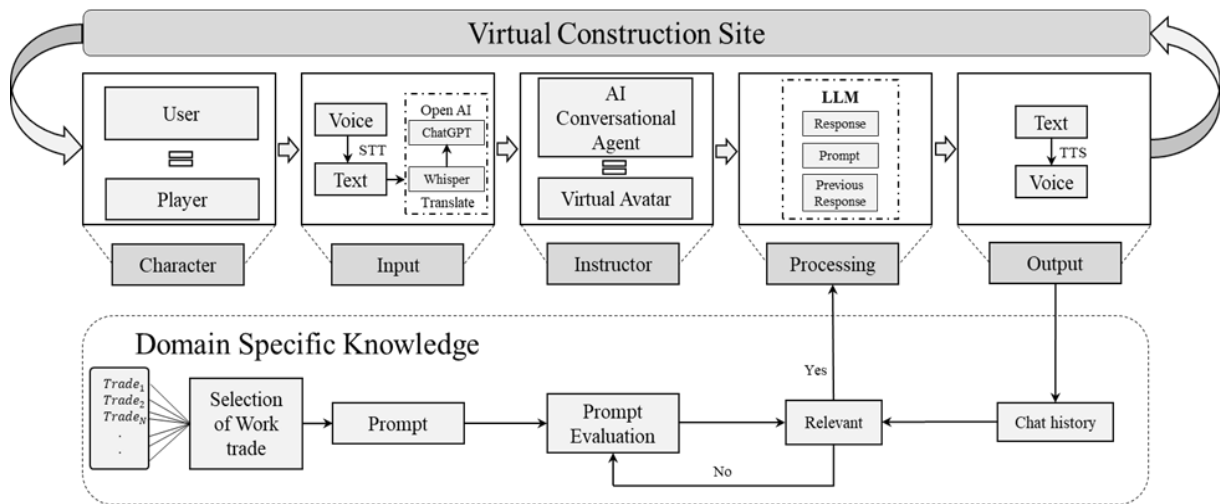 Virtual Construction Site
User
Player
Character
Voice
STT
Text
Open AI
ChatGPT
Whisper
Translate
Input
AI
Conversational
Agent
Virtual Avatar
Instructor
LLM
Response
Prompt
Previous
Response
Processing
Text
TTS
Voice
Output
Domain Specific Knowledge
Trade1
Trade2
TradeN
.
.
Selection
of Work
trade
Prompt
Prompt
Evaluation
Relevant
Yes
No
Chat history